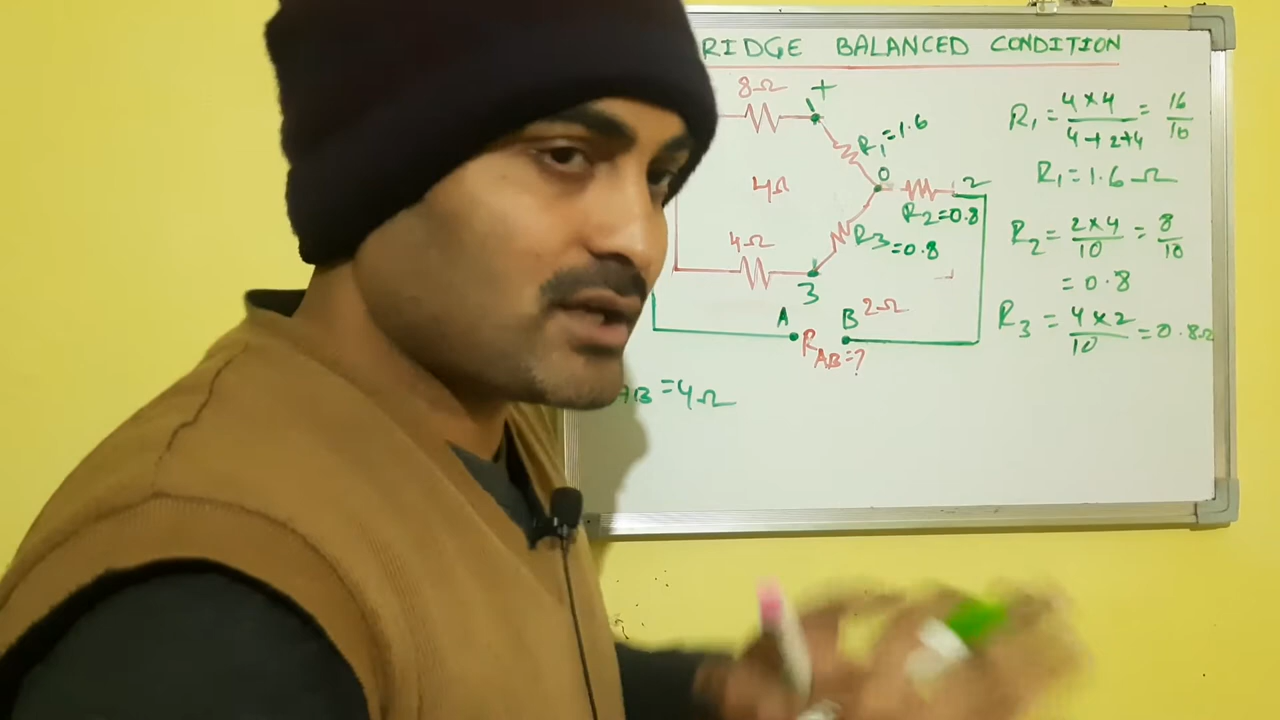 RIDGE BALANCED CONDITION
8Ω
+
1
R1=1.6
4Ω
0
2
R2=0.8
4Ω
R3=0.8
3
A
B
2Ω
RAB=?
AB=4Ω
R1=4×4/4+2+4=16/10
R1=1.6Ω
R2=2×4/10=8/10
=0.8
R3=4×2/10=0.8Ω